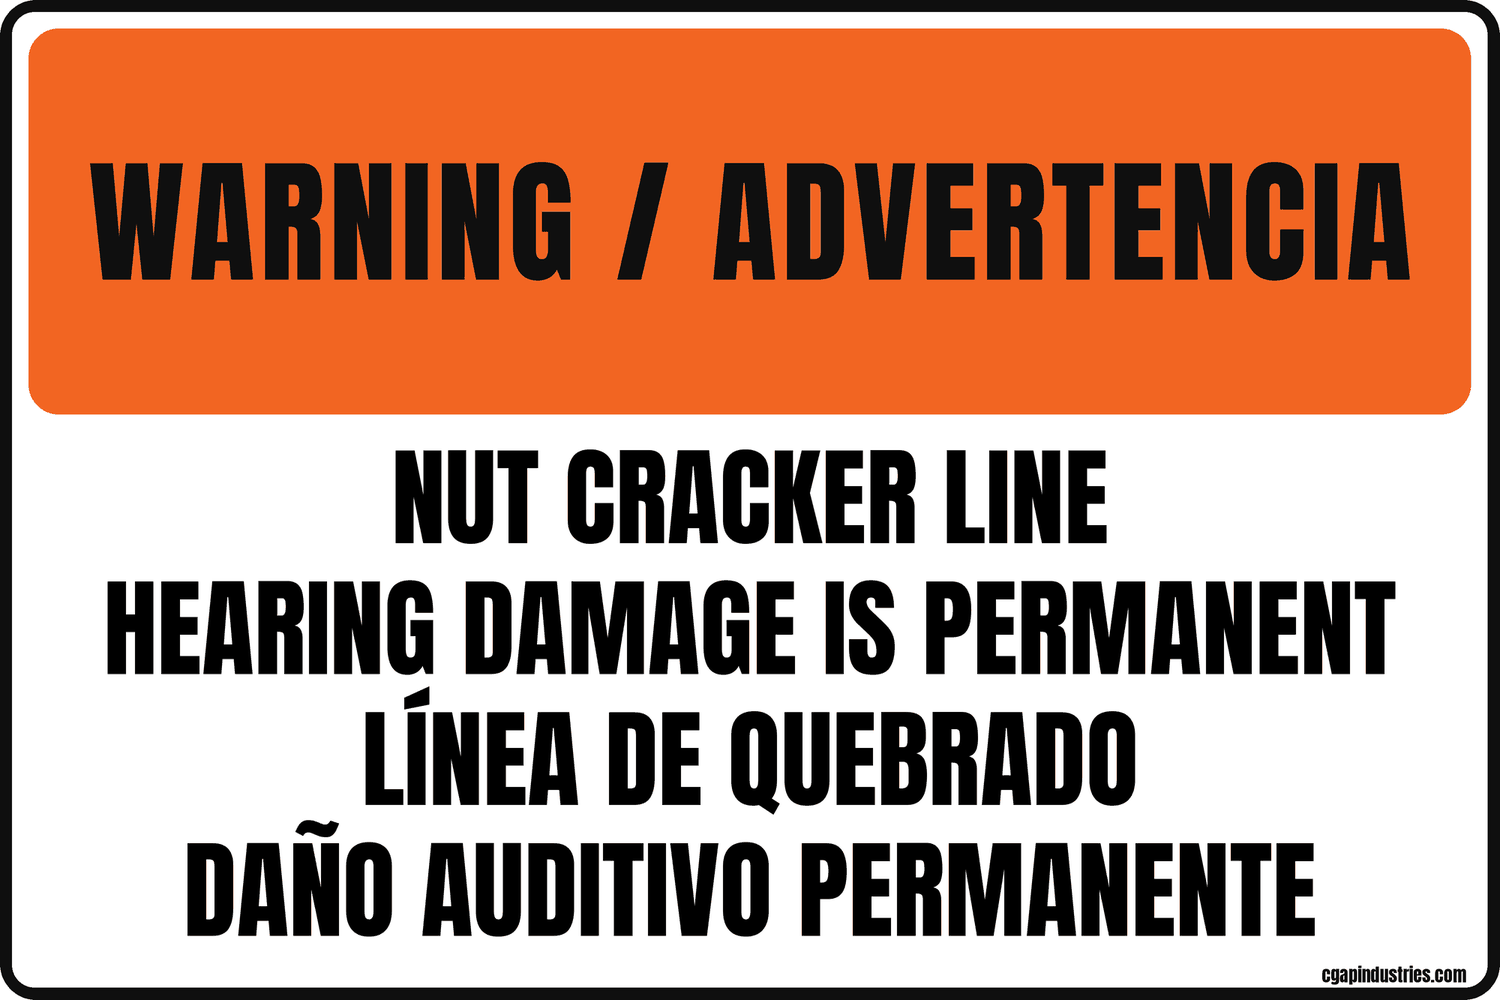 WARNING / ADVERTENCIA
NUT CRACKER LINE
HEARING DAMAGE IS PERMANENT
LÍNEA DE QUEBRADO
DAÑO AUDITIVO PERMANENTE
cgapindustries.com